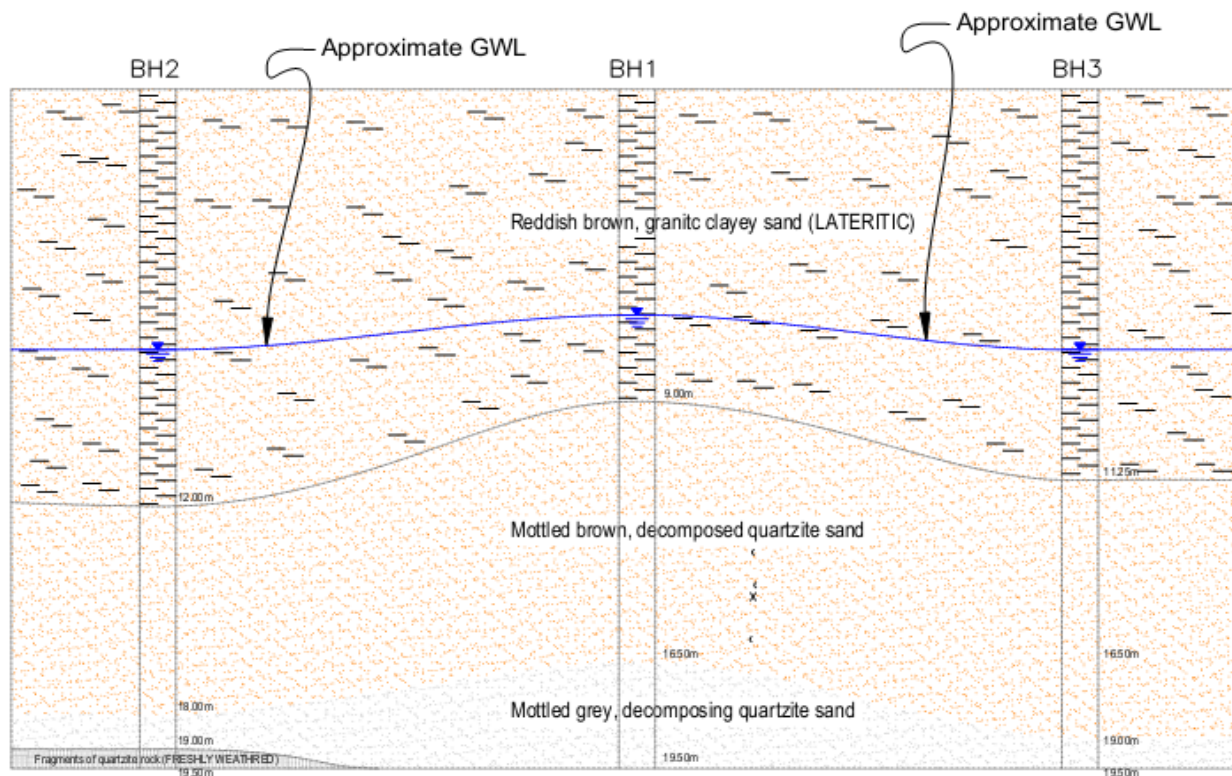 Approximate GWL
Approximate GWL
BH2
BH1
BH3
Reddish brown, granitc clayey sand (LATERITIC)
9.00m
11.25m
12.00m
Mottled brown, decomposed quartzite sand
16.50m
16.50m
18.00m
Mottled grey, decomposing quartzite sand
19.00m
19.00m
Fragments of quartzite rock (FRESHLY WEATHRED)
19.50m
19.50m
19.50m